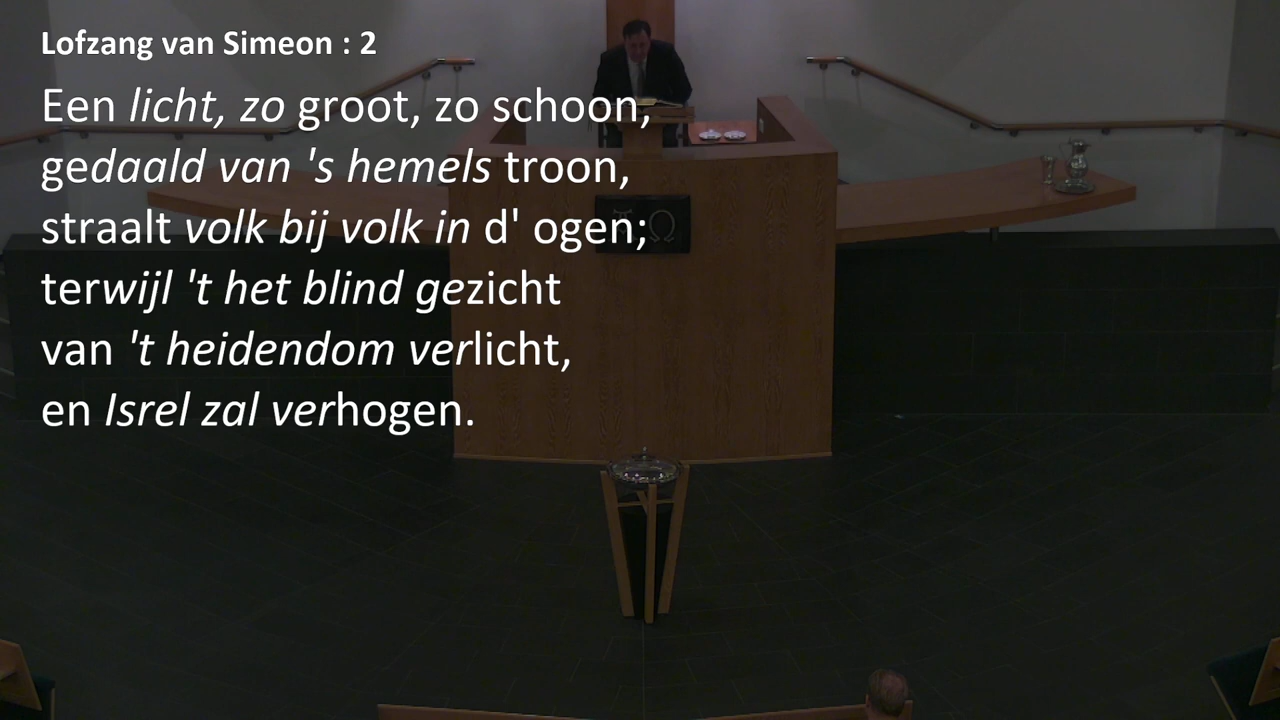 Lofzang van Simeon : 2
Een licht, zo groot, zo schoon,
gedaald van 's hemels troon,
straalt volk bij volk in d' ogen;
terwijl 't het blind gezicht
van 't heidendom verlicht,
en Isrel zal verhogen.
Α Ω